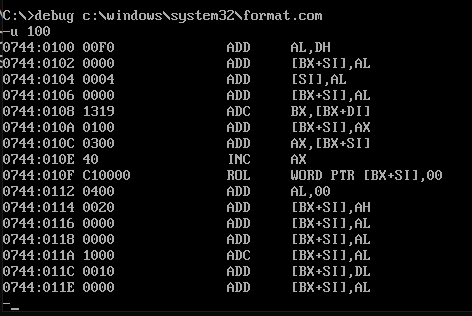 C:\>debug c:\windows\system32\format.com
-u 100
0744:0100 00F0 ADD AL,DH
0744:0102 0000 ADD [BX+SI],AL
0744:0104 0004 ADD [SI],AL
0744:0106 0000 ADD [BX+SI],AL
0744:0108 1319 ADC BX,[BX+DI]
0744:010A 0100 ADD [BX+SI],AX
0744:010C 0300 ADD AX,[BX+SI]
0744:010E 40 INC AX
0744:010F C10000 ROL WORD PTR [BX+SI],00
0744:0112 0400 ADD AL,00
0744:0114 0020 ADD [BX+SI],AH
0744:0116 0000 ADD [BX+SI],AL
0744:0118 0000 ADD [BX+SI],AL
0744:011A 1000 ADC [BX+SI],AL
0744:011C 0010 ADD [BX+SI],DL
0744:011E 0000 ADD [BX+SI],AL
-_